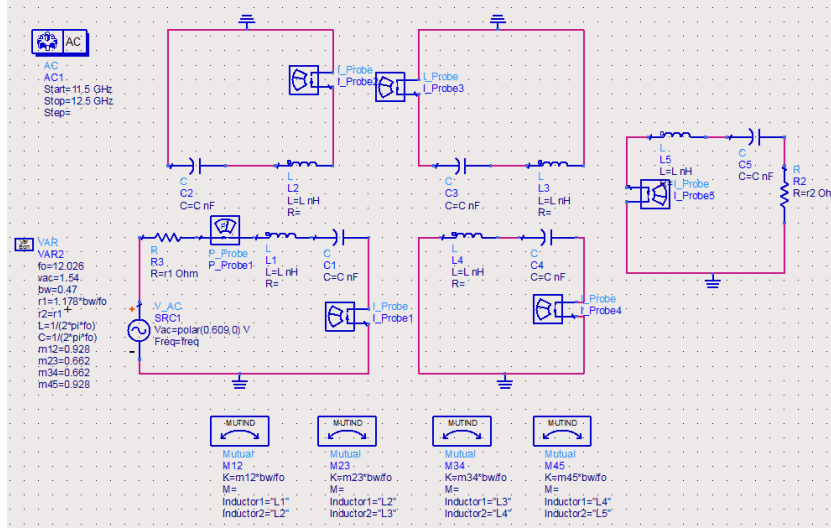 AC
AC
AC1
Start=11.5 GHz
Stop=12.5 GHz
Step=
I_Probe
I_Probe2
I_Probe
I_Probe3
C
C2
C=C nF
L
L2
L=L nH
R=
C
C3
C=C nF
L
L3
L=L nH
R=
L
L5
L=L nH
R=
C
C5
C=C nF
I_Probe
I_Probe5
R
R2
R=r2 Ohm
Var
Eqn
VAR
VAR2
fo=12.026
vac=1.54
bw=0.47
r1=1.178*bw/fo
r2=r1
L=1/(2*pi*fo)
C=1/(2*pi*fo)
m12=0.928
m23=0.662
m34=0.662
m45=0.928
R
R3
R=r1 Ohm
P_Probe
P_Probe1
L
L1
L=L nH
R=
C
C1
C=C nF
I_Probe
I_Probe1
+
V_AC
SRC1
Vac=polar(0.609,0) V
Freq=freq
-
L
L4
L=L nH
R=
C
C4
C=C nF
I_Probe
I_Probe4
MUTIND
Mutual
M12
K=m12*bw/fo
M=
Inductor1="L1"
Inductor2="L2"
MUTIND
Mutual
M23
K=m23*bw/fo
M=
Inductor1="L2"
Inductor2="L3"
MUTIND
Mutual
M34
K=m34*bw/fo
M=
Inductor1="L3"
Inductor2="L4"
MUTIND
Mutual
M45
K=m45*bw/fo
M=
Inductor1="L4"
Inductor2="L5"